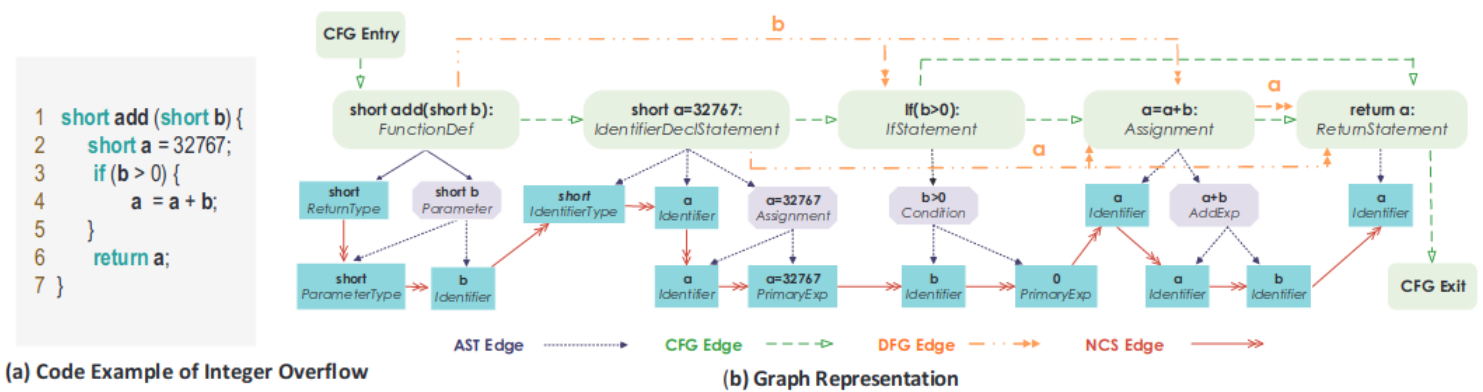 1 short add (short b) {
2 short a = 32767;
3 if (b > 0) {
4 a = a + b;
5 }
6 return a;
7 }
(a) Code Example of Integer Overflow
CFG Entry
b
short add(short b):
FunctionDef
short a=32767:
IdentifierDeclStatement
If(b>0):
IfStatement
a=a+b:
Assignment
a
return a:
ReturnStatement
a
short
ReturnType
short b
Parameter
short
IdentifierType
a
Identifier
a=32767
Assignment
b>0
Condition
a
Identifier
a+b
AddExp
a
Identifier
short
ParameterType
b
Identifier
a
Identifier
a=32767
PrimaryExp
b
Identifier
0
PrimaryExp
a
Identifier
b
Identifier
CFG Exit
AST Edge
CFG Edge
DFG Edge
NCS Edge
(b) Graph Representation